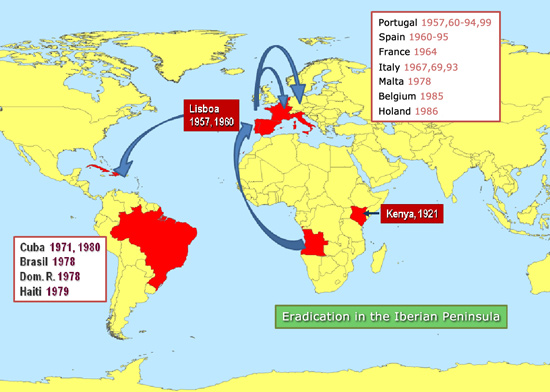 Portugal 1957,60-94,99
Spain 1960-95
France 1964
Italy 1967,69,93
Malta 1978
Belgium 1985
Holand 1986
Lisboa
1957, 1960
Kenya, 1921
Cuba 1971, 1980
Brasil 1978
Dom. R. 1978
Haiti 1979
Eradication in the Iberian Peninsula